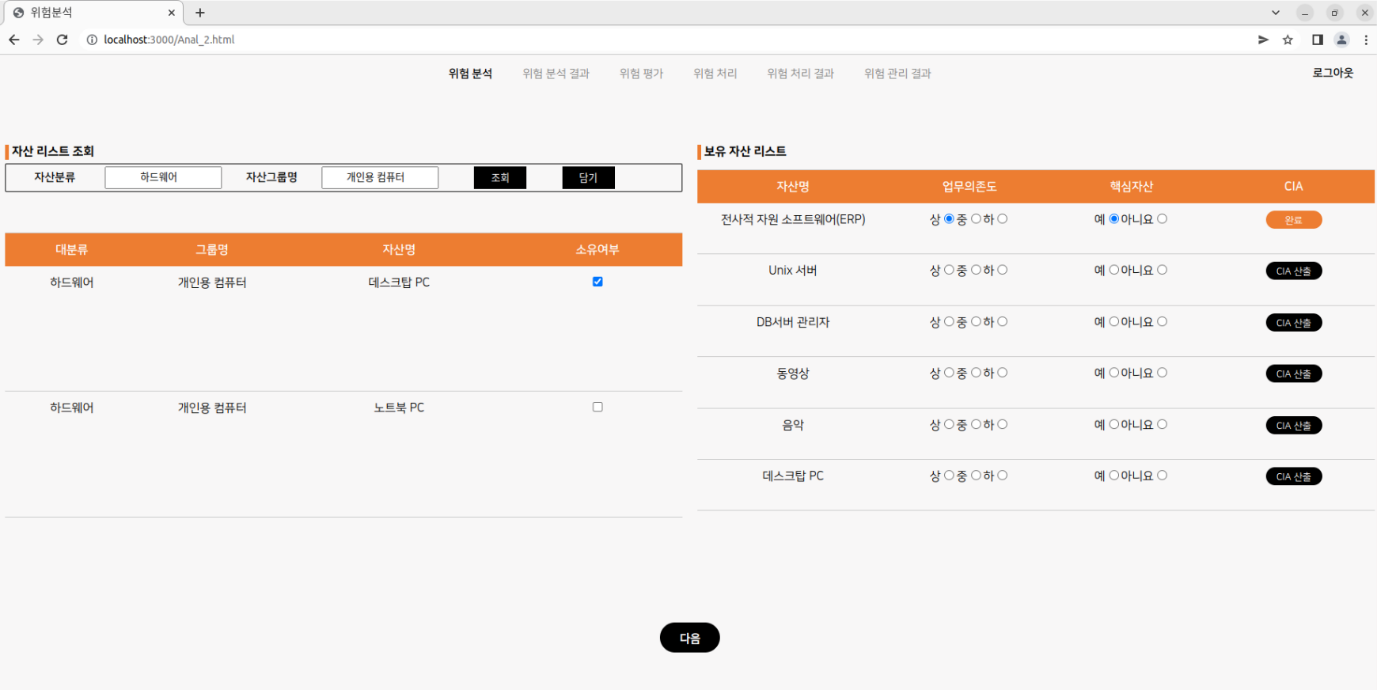 위험분석
localhost:3000/Anal_2.html
위험 분석 위험 분석 결과 위험 평가 위험 처리 위험 처리 결과 위험 관리 결과 로그아웃
자산 리스트 조회
자산분류 하드웨어 자산그룹명 개인용 컴퓨터 조회 담기
대분류 그룹명 자산명 소유여부
하드웨어 개인용 컴퓨터 데스크탑 PC
하드웨어 개인용 컴퓨터 노트북 PC
보유 자산 리스트
자산명 업무의존도 핵심자산 CIA
전사적 자원 소프트웨어(ERP) 상 중 하 예 아니요 완료
Unix 서버 상 중 하 예 아니요 CIA 산출
DB서버 관리자 상 중 하 예 아니요 CIA 산출
동영상 상 중 하 예 아니요 CIA 산출
음악 상 중 하 예 아니요 CIA 산출
데스크탑 PC 상 중 하 예 아니요 CIA 산출
다음